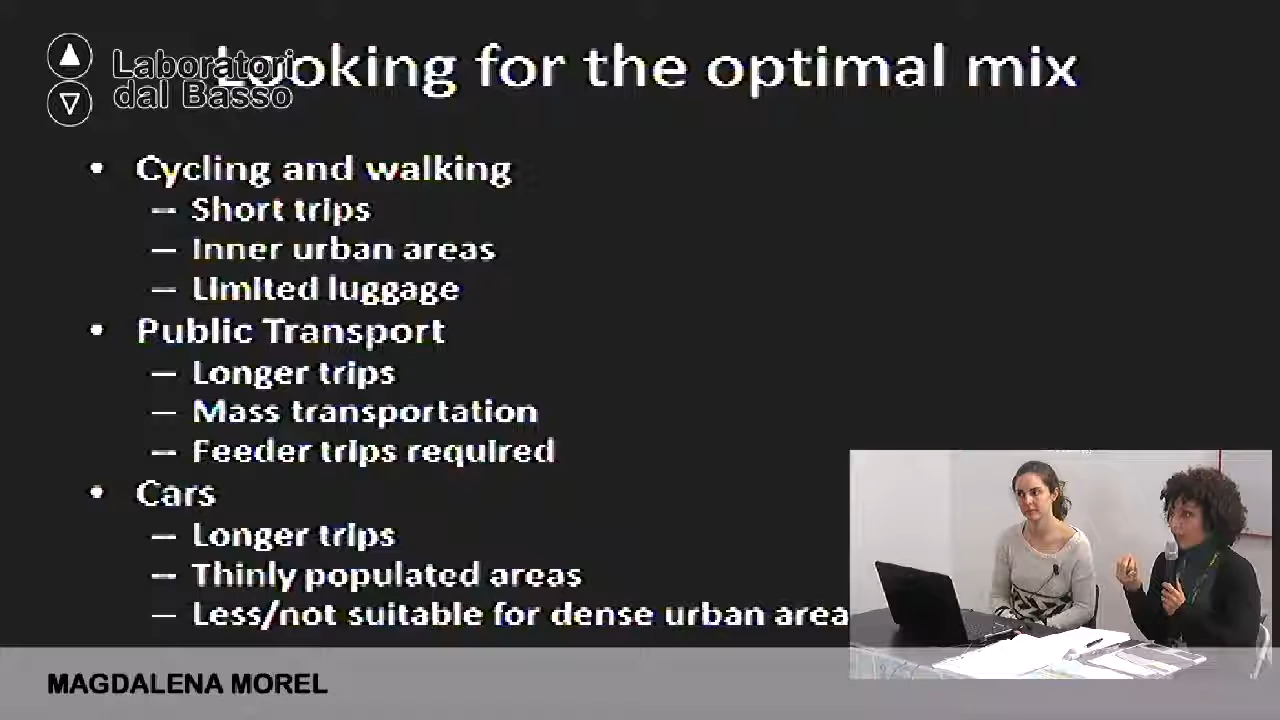 Laboratori
dal Basso
Looking for the optimal mix
• Cycling and walking
– Short trips
– Inner urban areas
– Limited luggage
• Public Transport
– Longer trips
– Mass transportation
– Feeder trips required
• Cars
– Longer trips
– Thinly populated areas
– Less/not suitable for dense urban area
MAGDALENA MOREL